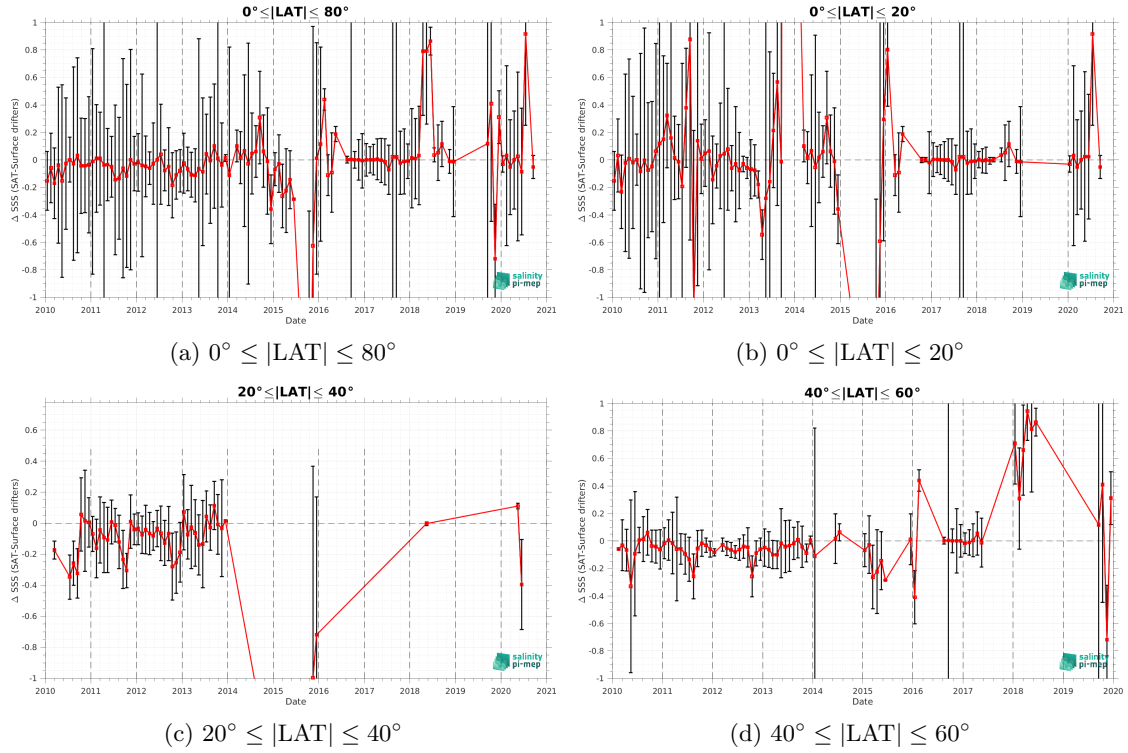 0°≤|LAT|≤ 80°
Δ SSS (SAT-Surface drifters)
1
0.8
0.6
0.4
0.2
0
-0.2
-0.4
-0.6
-0.8
-1
2010 2011 2012 2013 2014 2015 2016 2017 2018 2019 2020 2021
Date
salinity
pi-mep
(a) 0° ≤ |LAT| ≤ 80°
0°≤|LAT|≤ 20°
Δ SSS (SAT-Surface drifters)
1
0.8
0.6
0.4
0.2
0
-0.2
-0.4
-0.6
-0.8
-1
2010 2011 2012 2013 2014 2015 2016 2017 2018 2019 2020 2021
Date
salinity
pi-mep
(b) 0° ≤ |LAT| ≤ 20°
20°≤|LAT|≤ 40°
Δ SSS (SAT-Surface drifters)
0.6
0.4
0.2
0
-0.2
-0.4
-0.6
-0.8
-1
2010 2011 2012 2013 2014 2015 2016 2017 2018 2019 2020 2021
Date
salinity
pi-mep
(c) 20° ≤ |LAT| ≤ 40°
40°≤|LAT|≤ 60°
Δ SSS (SAT-Surface drifters)
1
0.8
0.6
0.4
0.2
0
-0.2
-0.4
-0.6
-0.8
-1
2010 2011 2012 2013 2014 2015 2016 2017 2018 2019 2020
Date
salinity
pi-mep
(d) 40° ≤ |LAT| ≤ 60°